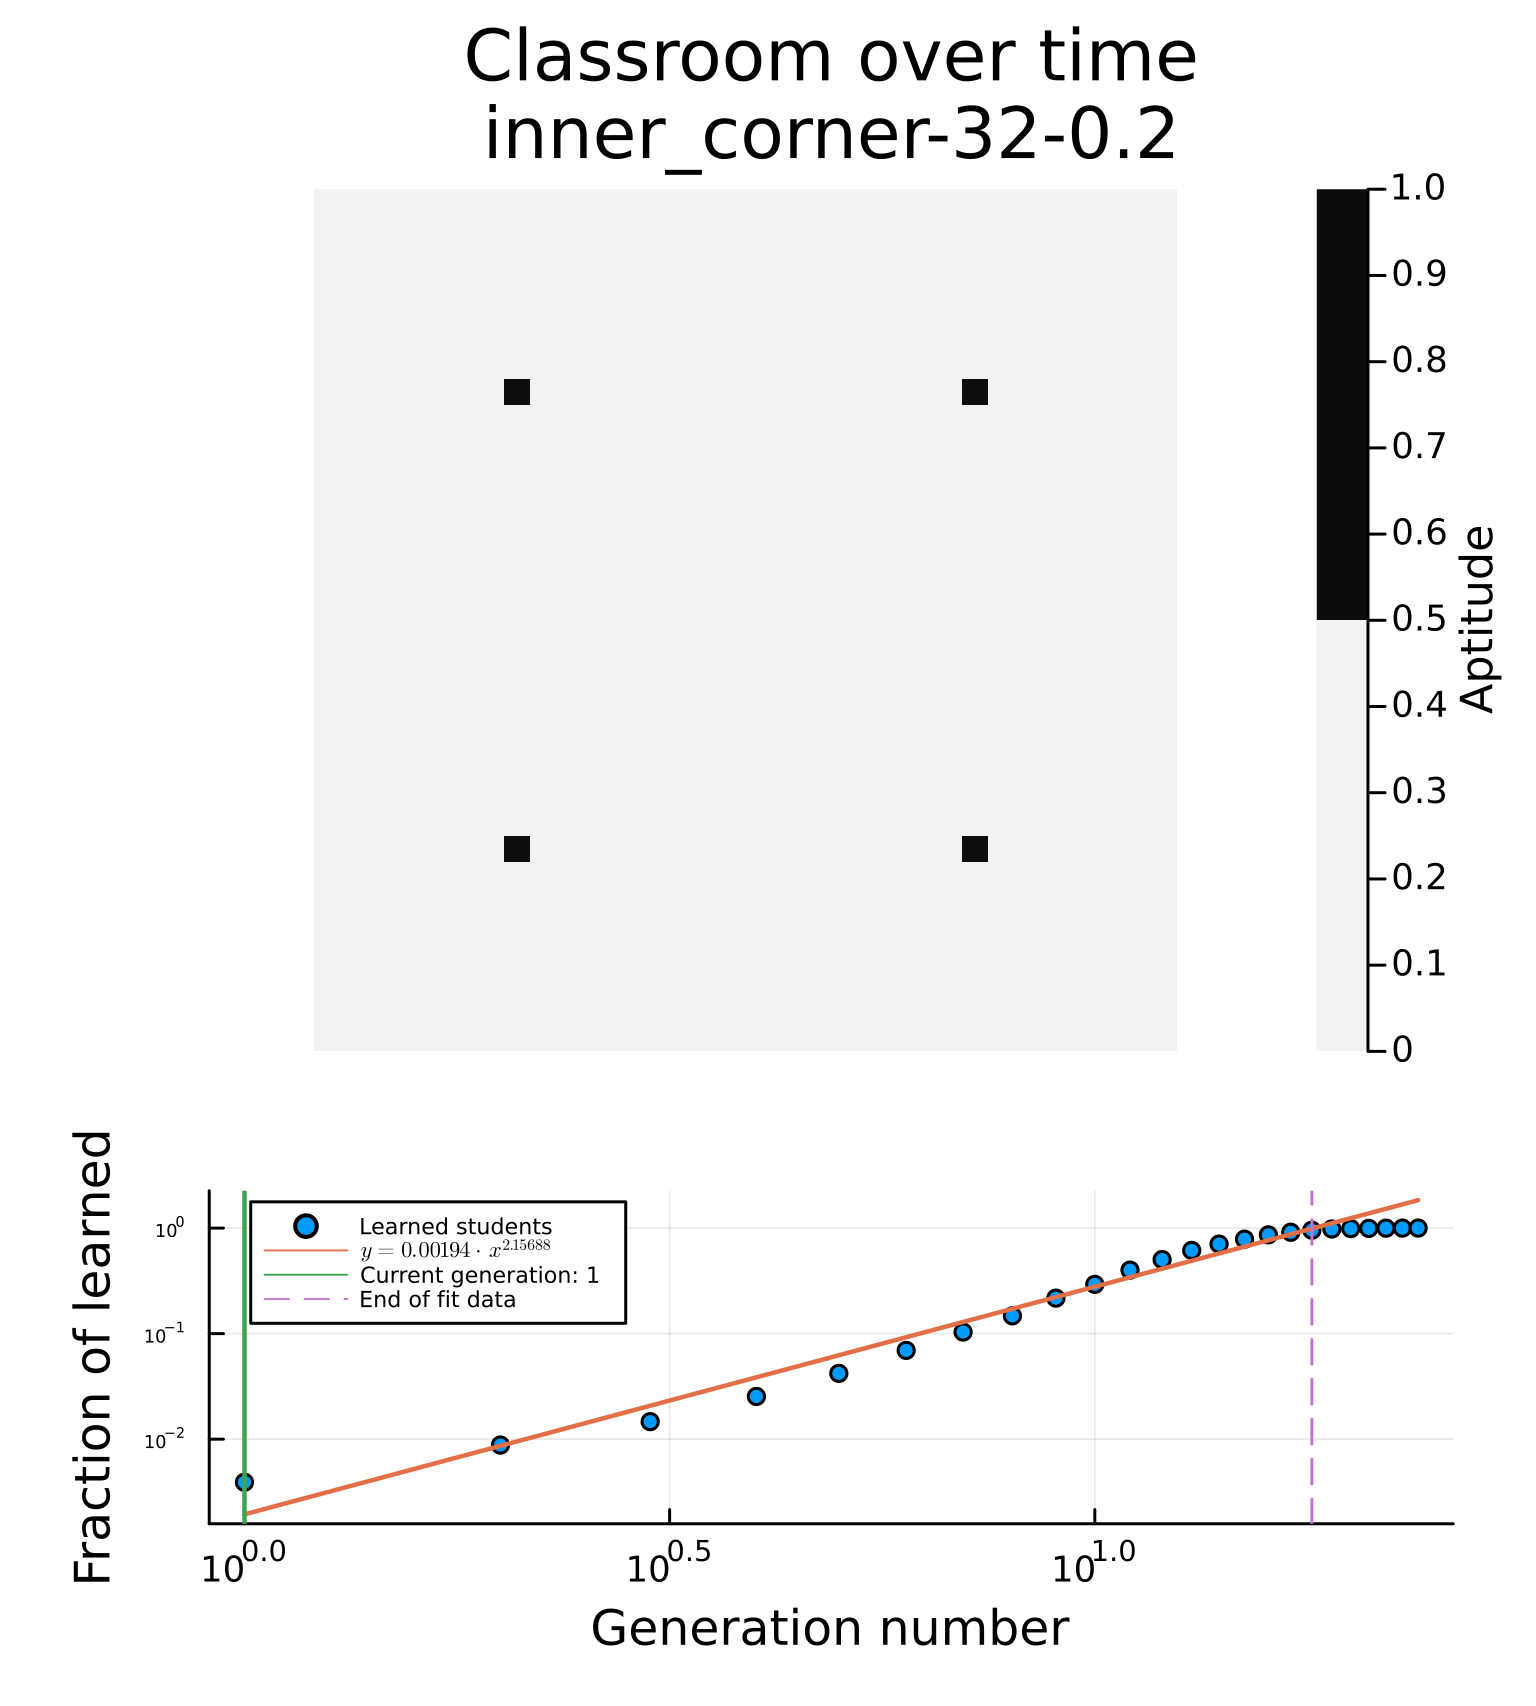 Classroom over time
inner_corner-32-0.2
1.0
0.9
0.8
0.7
0.6
0.5
0.4
0.3
0.2
0.1
0
Aptitude
Fraction of learned
10^0
10^-1
10^-2
Learned students
y = 0.00194 · x^2.15688
Current generation: 1
End of fit data
10^0.0
10^0.5
10^1.0
Generation number